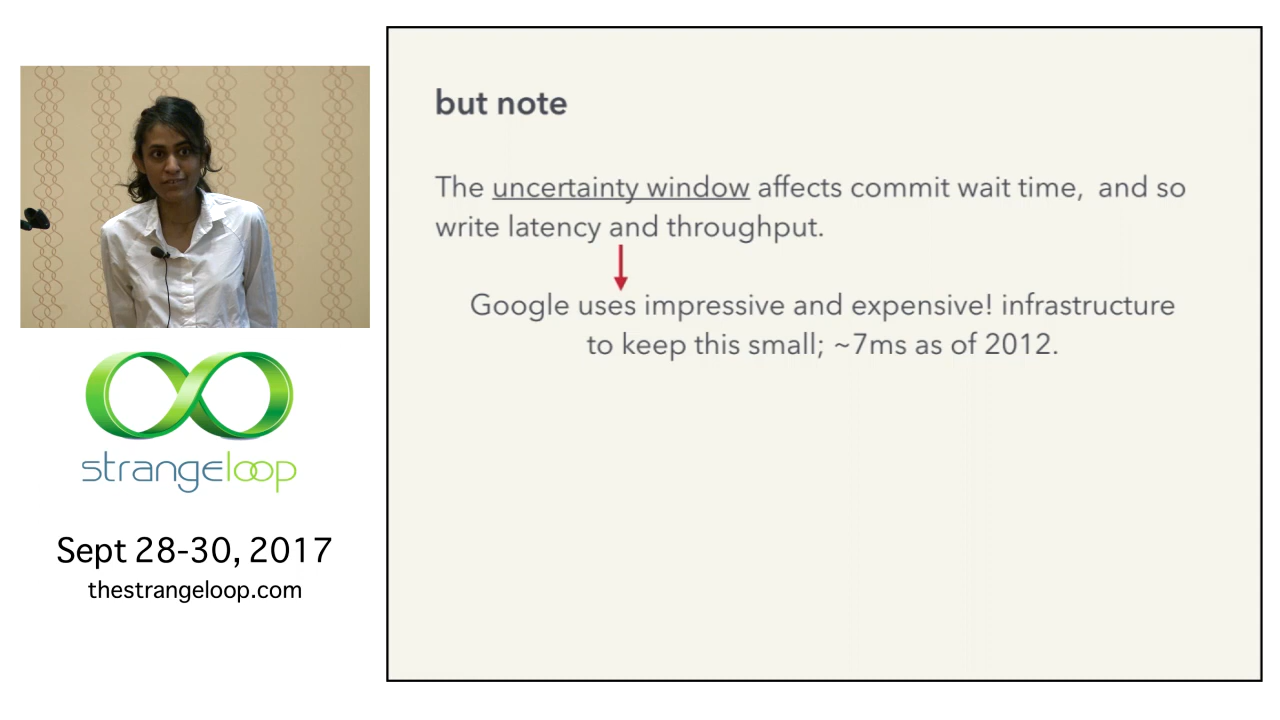 but note
The uncertainty window affects commit wait time,  and so
write latency and throughput.
Google uses impressive and expensive! infrastructure
to keep this small; ~7ms as of 2012.
strangeloop
Sept 28-30, 2017
thestrangeloop.com